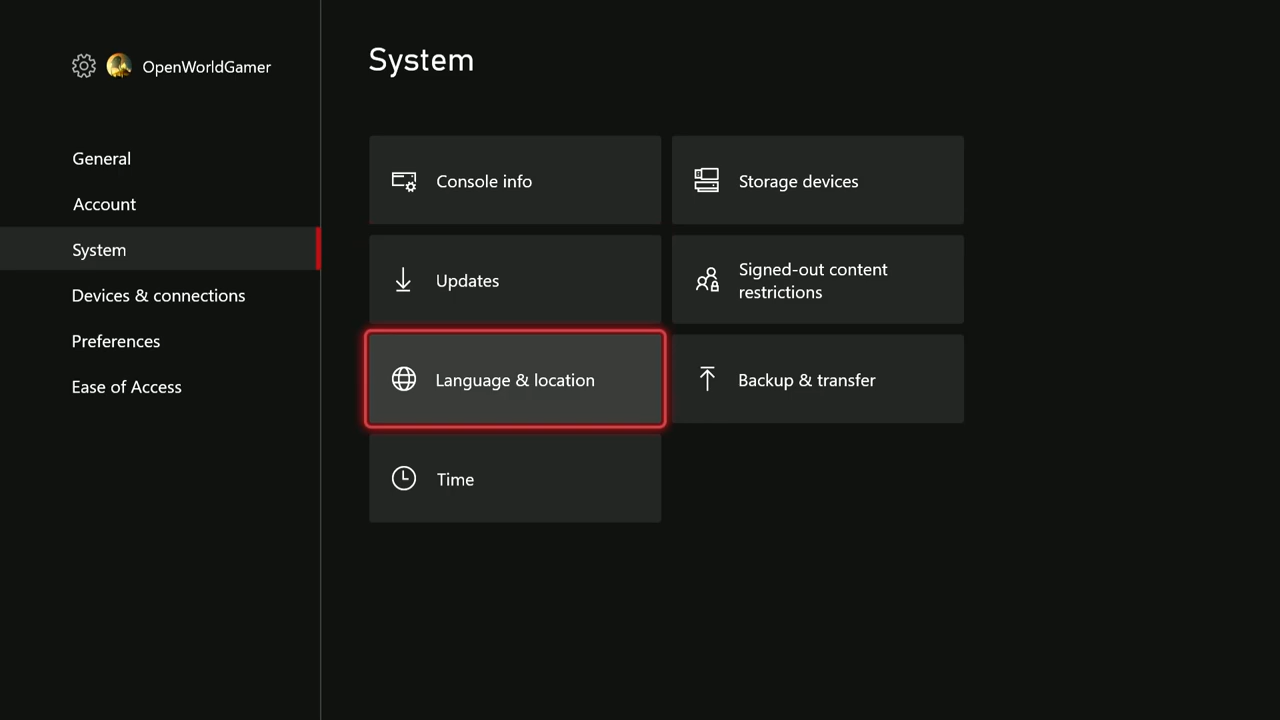 OpenWorldGamer
General
Account
System
Devices & connections
Preferences
Ease of Access
System
Console info
Storage devices
Updates
Signed-out content
restrictions
Language & location
Backup & transfer
Time